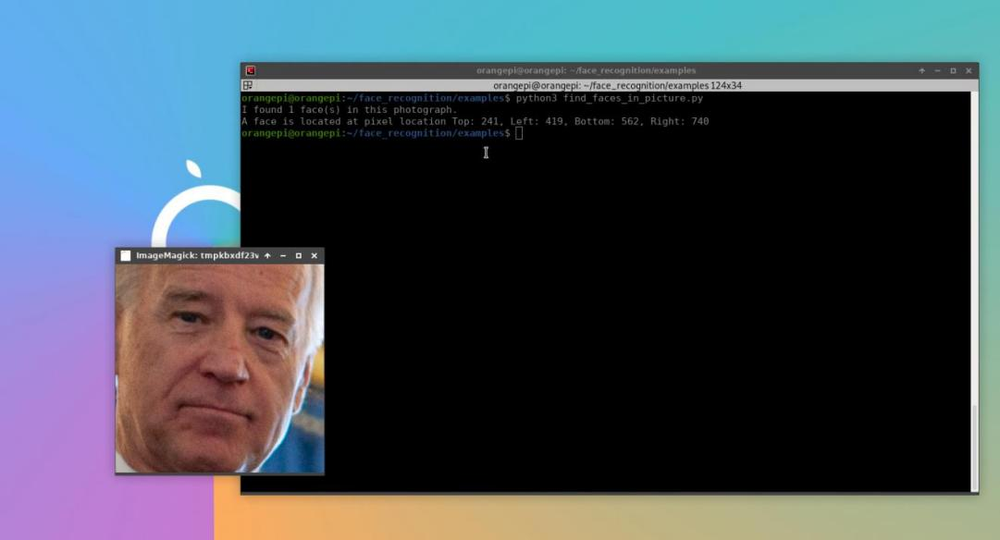 orangepi@orangepi: ~/face_recognition/examples
orangepi@orangepi: ~/face_recognition/examples 124x34
orangepi@orangepi:~/face_recognition/examples$ python3 find_faces_in_picture.py
I found 1 face(s) in this photograph.
A face is located at pixel location Top: 241, Left: 419, Bottom: 562, Right: 740
orangepi@orangepi:~/face_recognition/examples$
ImageMagick: tmpkbxdf23v